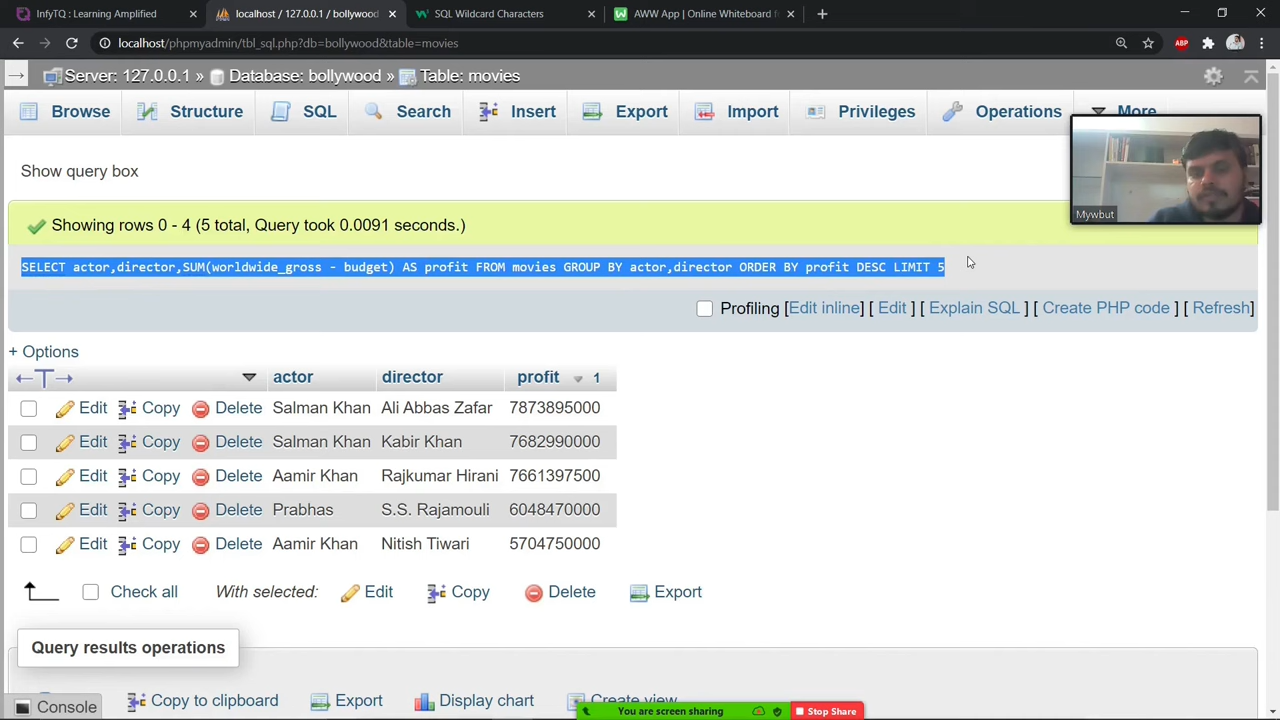 InfyTQ : Learning Amplified
localhost / 127.0.0.1 / bollywood
SQL Wildcard Characters
AWW App | Online Whiteboard for
localhost/phpmyadmin/tbl_sql.php?db=bollywood&table=movies
ABP
Server: 127.0.0.1 » Database: bollywood » Table: movies
Browse Structure SQL Search Insert Export Import Privileges Operations More
Show query box
Mywbut
Showing rows 0 - 4 (5 total, Query took 0.0091 seconds.)
SELECT actor,director,SUM(worldwide_gross - budget) AS profit FROM movies GROUP BY actor,director ORDER BY profit DESC LIMIT 5
Profiling [Edit inline] [ Edit ] [ Explain SQL ] [ Create PHP code ] [ Refresh]
+ Options
←T→ actor director profit 1
Edit Copy Delete Salman Khan Ali Abbas Zafar 7873895000
Edit Copy Delete Salman Khan Kabir Khan 7682990000
Edit Copy Delete Aamir Khan Rajkumar Hirani 7661397500
Edit Copy Delete Prabhas S.S. Rajamouli 6048470000
Edit Copy Delete Aamir Khan Nitish Tiwari 5704750000
Check all With selected: Edit Copy Delete Export
Query results operations
Copy to clipboard Export Display chart Create view
Console
You are screen sharing Stop Share